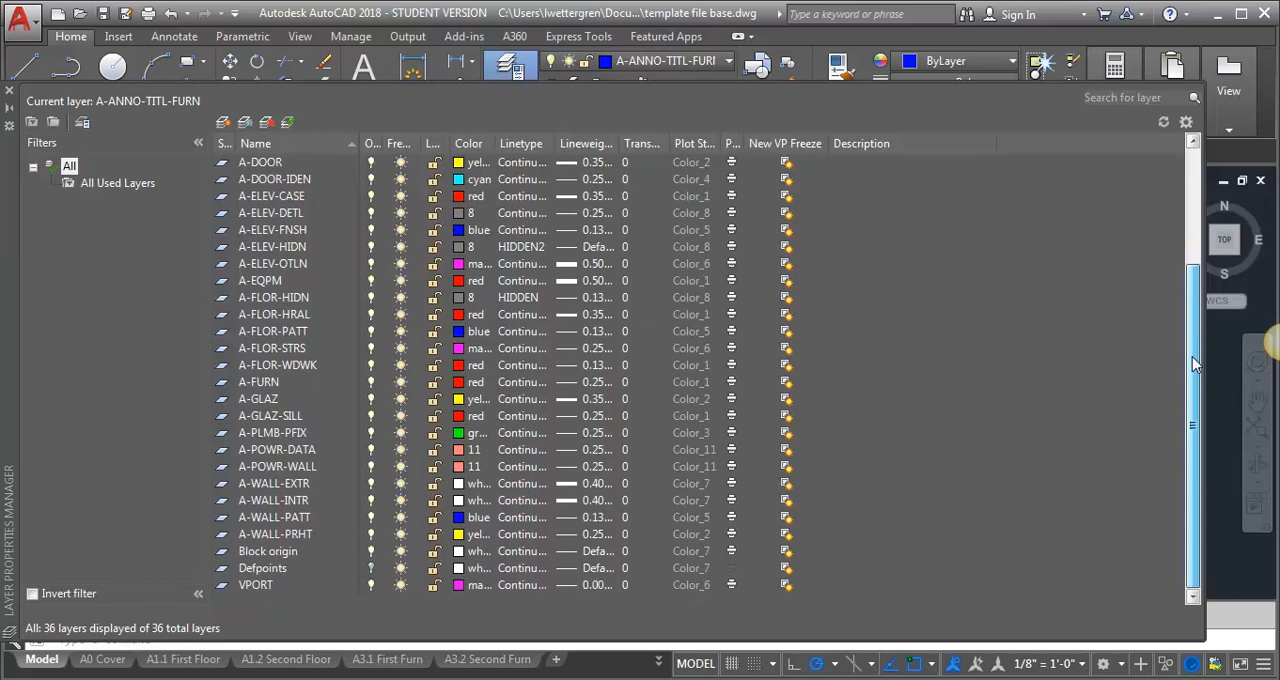 Autodesk AutoCAD 2018 - STUDENT VERSION C:\Users\lwettergren\Docu...\template file base.dwg Type a keyword or phrase Sign In
Home Insert Annotate Parametric View Manage Output Add-ins A360 Express Tools Featured Apps
A-ANNO-TITL-FURI ByLayer View
Current layer: A-ANNO-TITL-FURN Search for layer
Filters S... Name O... Fre... L... Color Linetype Lineweig... Trans... Plot St... P... New VP Freeze Description
All
All Used Layers
A-DOOR yel... Continu... 0.35... 0 Color_2
A-DOOR-IDEN cyan Continu... 0.25... 0 Color_4
A-ELEV-CASE red Continu... 0.35... 0 Color_1
A-ELEV-DETL 8 Continu... 0.25... 0 Color_8
A-ELEV-FNSH blue Continu... 0.13... 0 Color_5
A-ELEV-HIDN 8 HIDDEN2 Defa... 0 Color_8
A-ELEV-OTLN ma... Continu... 0.50... 0 Color_6
A-EQPM red Continu... 0.50... 0 Color_1
A-FLOR-HIDN 8 HIDDEN 0.13... 0 Color_8
A-FLOR-HRAL red Continu... 0.35... 0 Color_1
A-FLOR-PATT blue Continu... 0.13... 0 Color_5
A-FLOR-STRS ma... Continu... 0.25... 0 Color_6
A-FLOR-WDWK red Continu... 0.13... 0 Color_1
A-FURN red Continu... 0.25... 0 Color_1
A-GLAZ yel... Continu... 0.35... 0 Color_2
A-GLAZ-SILL red Continu... 0.25... 0 Color_1
A-PLMB-PFIX gr... Continu... 0.25... 0 Color_3
A-POWR-DATA 11 Continu... 0.25... 0 Color_11
A-POWR-WALL 11 Continu... 0.25... 0 Color_11
A-WALL-EXTR wh... Continu... 0.40... 0 Color_7
A-WALL-INTR wh... Continu... 0.40... 0 Color_7
A-WALL-PATT blue Continu... 0.13... 0 Color_5
A-WALL-PRHT yel... Continu... 0.25... 0 Color_2
Block origin wh... Continu... Defa... 0 Color_7
Defpoints wh... Continu... Defa... 0 Color_7
VPORT ma... Continu... 0.00... 0 Color_6
Invert filter
All: 36 layers displayed of 36 total layers
LAYER PROPERTIES MANAGER
N
TOP E
S
WCS
Model A0 Cover A1.1 First Floor A1.2 Second Floor A3.1 First Furn A3.2 Second Furn MODEL 1/8" = 1'-0"